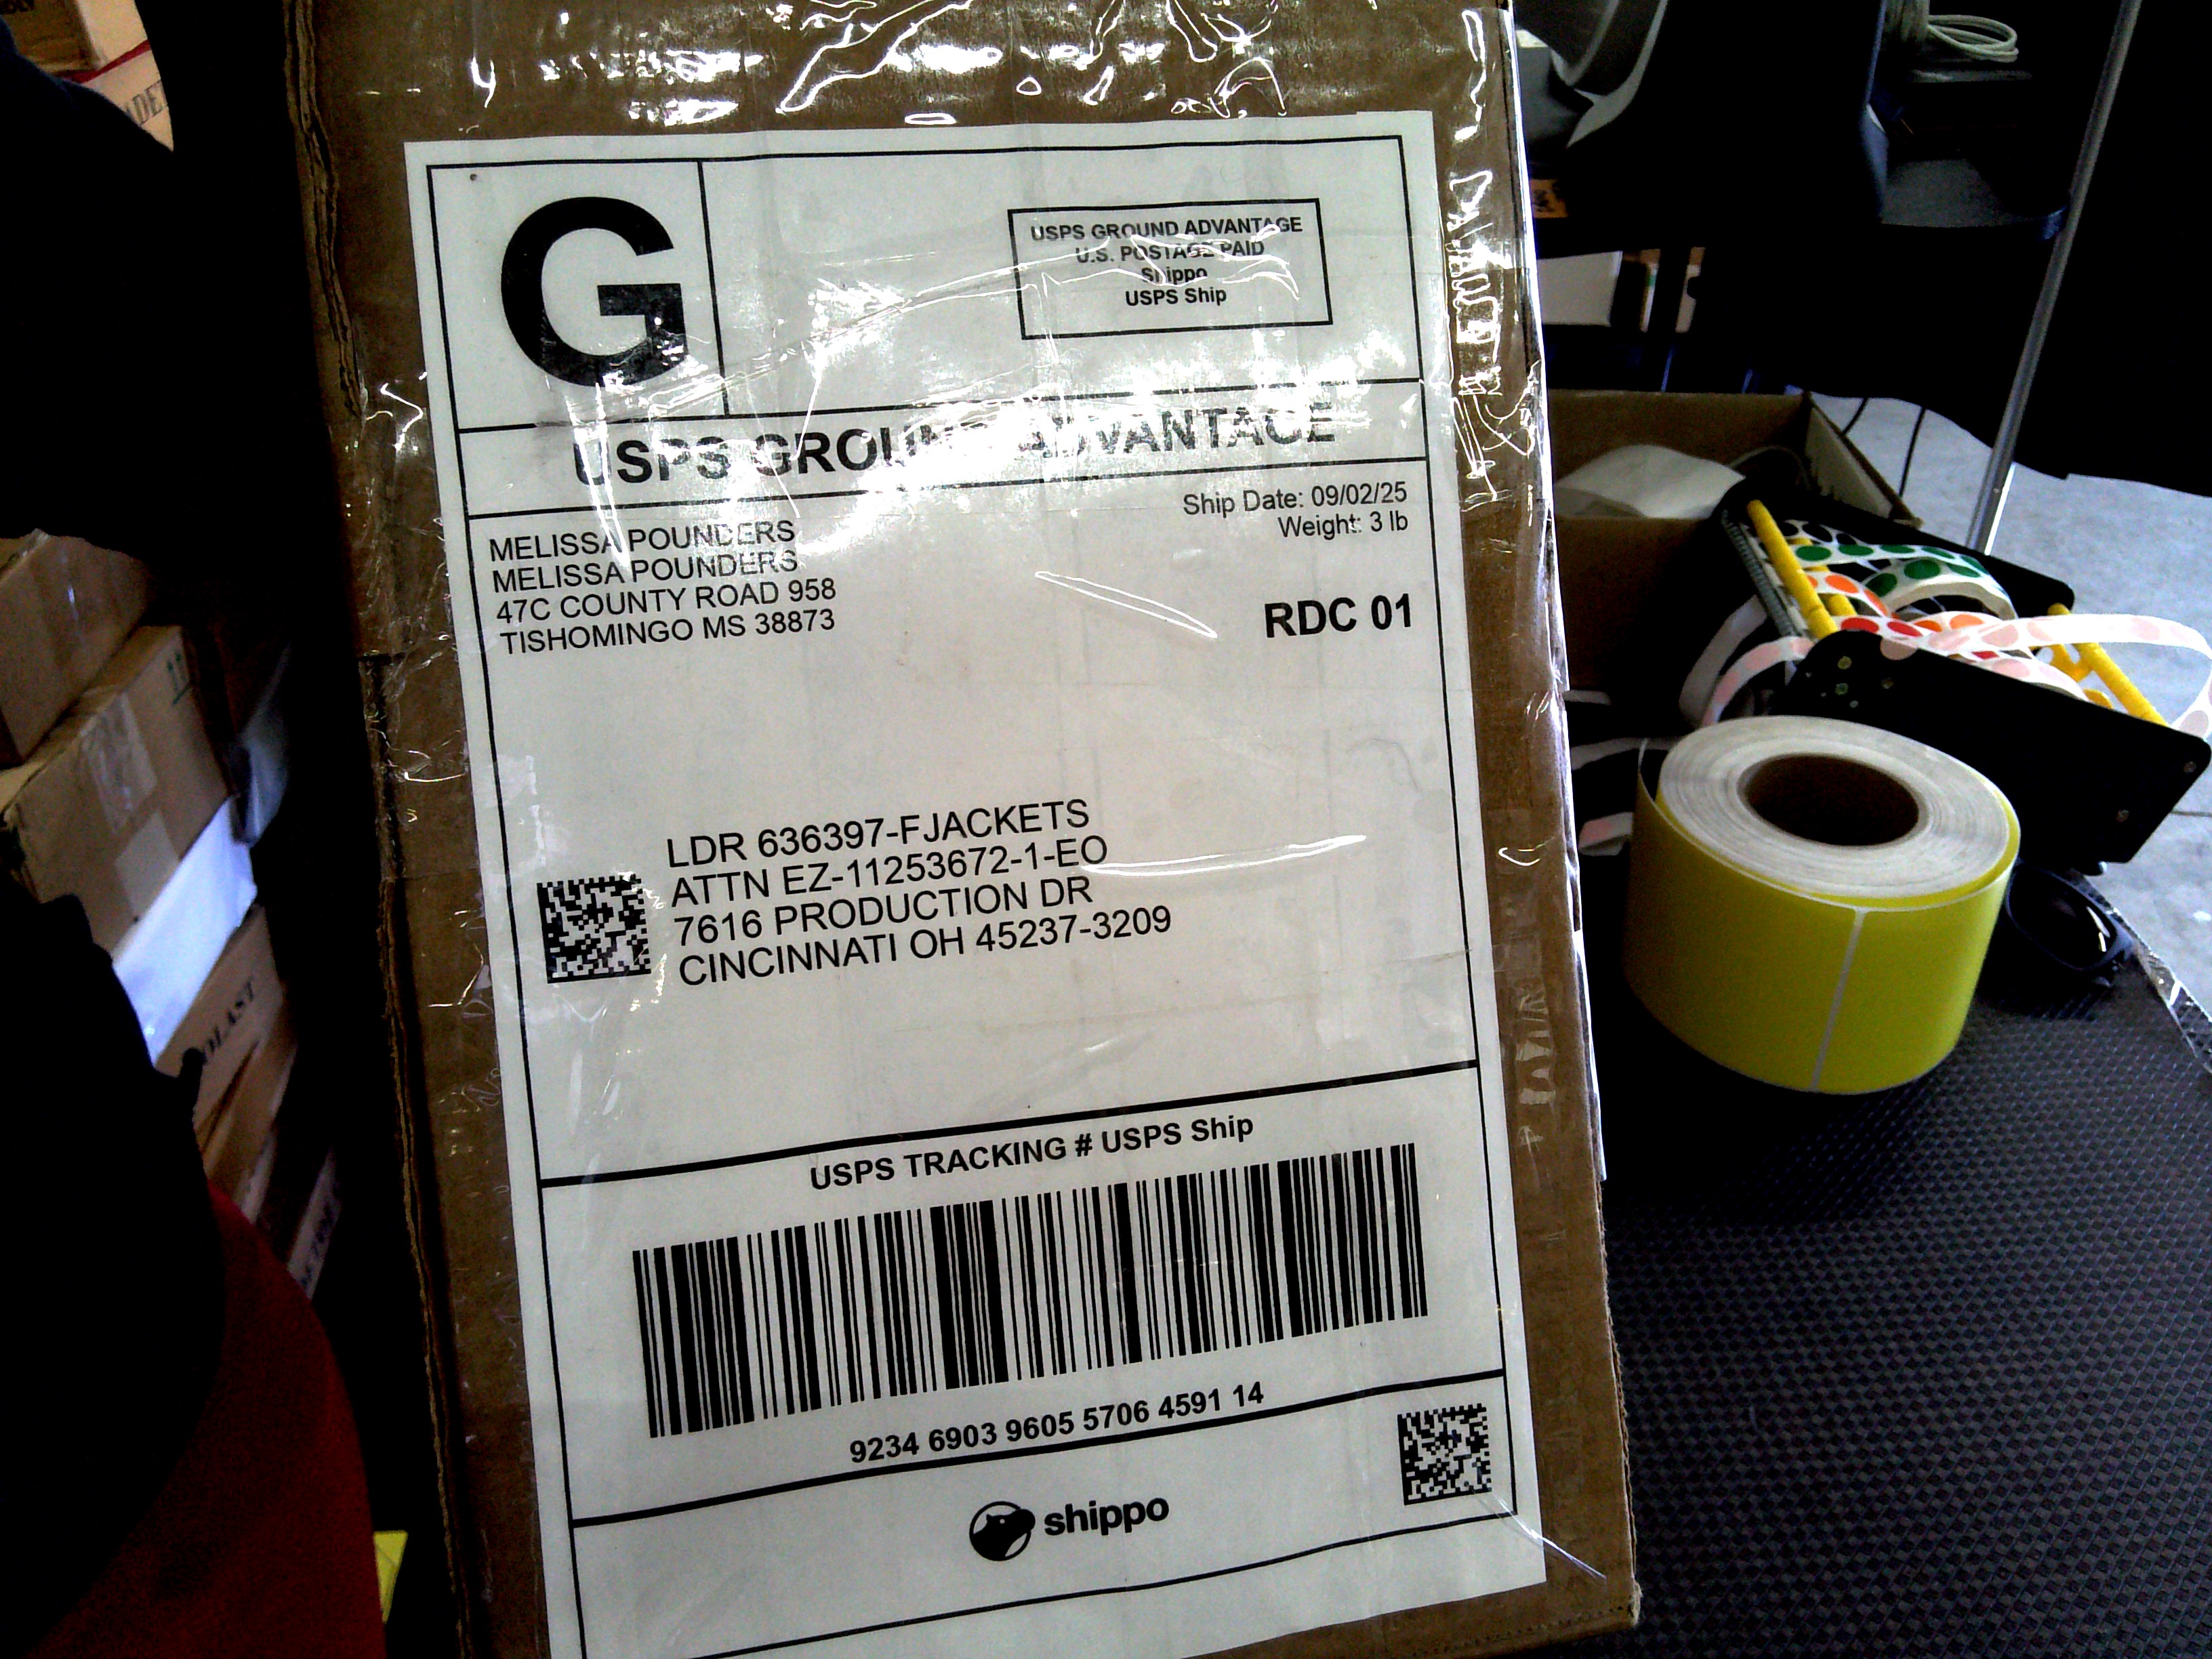 G
USPS GROUND ADVANTAGE
U.S. POSTAGE PAID
Shippo
USPS Ship
USPS GROUND ADVANTAGE
Ship Date: 09/02/25
Weight: 3 lb
MELISSA POUNDERS
MELISSA POUNDERS
47C COUNTY ROAD 958
TISHOMINGO MS 38873
RDC 01
LDR 636397-FJACKETS
ATTN EZ-11253672-1-EO
7616 PRODUCTION DR
CINCINNATI OH 45237-3209
USPS TRACKING # USPS Ship
9234 6903 9605 5706 4591 14
shippo